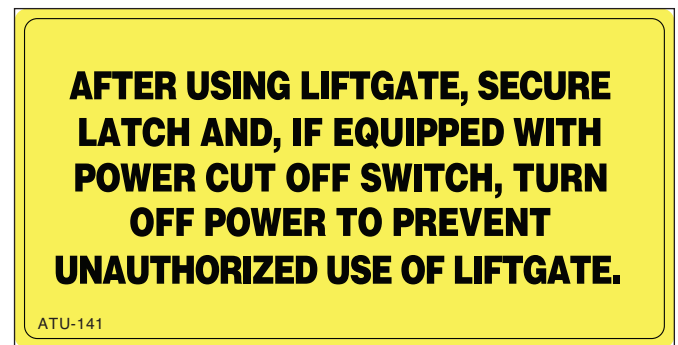 AFTER USING LIFTGATE, SECURE
LATCH AND, IF EQUIPPED WITH
POWER CUT OFF SWITCH, TURN
OFF POWER TO PREVENT
UNAUTHORIZED USE OF LIFTGATE.
ATU-141